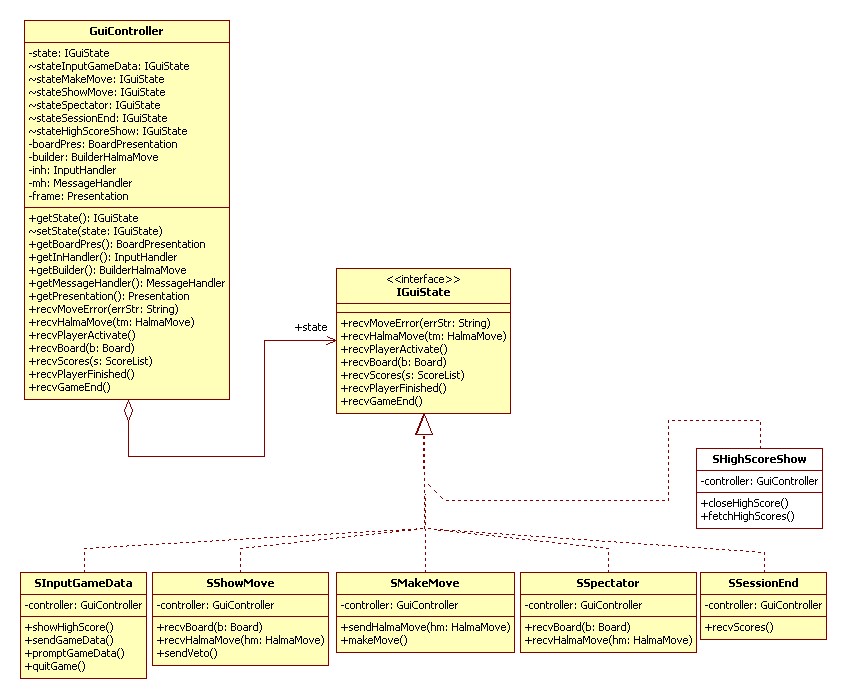 GuiController
-state: IGuiState
~stateInputGameData: IGuiState
~stateMakeMove: IGuiState
~stateShowMove: IGuiState
~stateSpectator: IGuiState
~stateSessionEnd: IGuiState
~stateHighScoreShow: IGuiState
-boardPres: BoardPresentation
-builder: BuilderHalmaMove
-inh: InputHandler
-mh: MessageHandler
-frame: Presentation
+getState(): IGuiState
~setState(state: IGuiState)
+getBoardPres(): BoardPresentation
+getInHandler(): InputHandler
+getBuilder(): BuilderHalmaMove
+getMessageHandler(): MessageHandler
+getPresentation(): Presentation
+recvMoveError(errStr: String)
+recvHalmaMove(tm: HalmaMove)
+recvPlayerActivate()
+recvBoard(b: Board)
+recvScores(s: ScoreList)
+recvPlayerFinished()
+recvGameEnd()
+state
<<interface>>
IGuiState
+recvMoveError(errStr: String)
+recvHalmaMove(tm: HalmaMove)
+recvPlayerActivate()
+recvBoard(b: Board)
+recvScores(s: ScoreList)
+recvPlayerFinished()
+recvGameEnd()
SHighScoreShow
-controller: GuiController
+closeHighScore()
+fetchHighScores()
SInputGameData
-controller: GuiController
+showHighScore()
+sendGameData()
+promptGameData()
+quitGame()
SShowMove
-controller: GuiController
+recvBoard(b: Board)
+recvHalmaMove(hm: HalmaMove)
+sendVeto()
SMakeMove
-controller: GuiController
+sendHalmaMove(hm: HalmaMove)
+makeMove()
SSpectator
-controller: GuiController
+recvBoard(b: Board)
+recvHalmaMove(hm: HalmaMove)
SSessionEnd
-controller: GuiController
+recvScores()